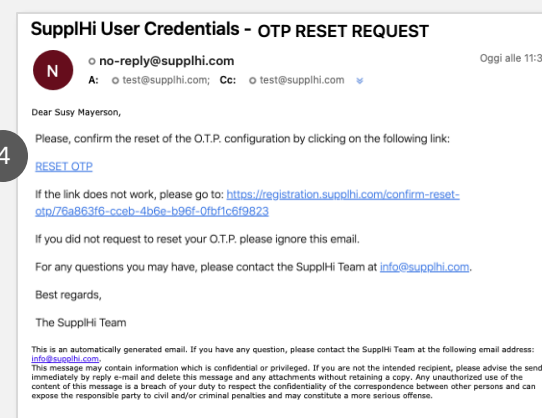 SupplHi User Credentials - OTP RESET REQUEST
N
no-reply@supplhi.com
Oggi alle 11:3
A: test@supplhi.com; Cc: test@supplhi.com
Dear Susy Mayerson,
Please, confirm the reset of the O.T.P. configuration by clicking on the following link:
4
RESET OTP
If the link does not work, please go to: https://registration.supplhi.com/confirm-reset-
otp/76a863f6-cceb-4b6e-b96f-0fbf1c6f9823
If you did not request to reset your O.T.P. please ignore this email.
For any questions you may have, please contact the SupplHi Team at info@supplhi.com.
Best regards,
The SupplHi Team
This is an automatically generated email. If you have any question, please contact the SupplHi Team at the following email address:
info@supplhi.com.
This message may contain information which is confidential or privileged. If you are not the intended recipient, please advise the send
immediately by reply e-mail and delete this message and any attachments without retaining a copy. Any unauthorized use of the
content of this message is a breach of your duty to respect the confidentiality of the correspondence between other persons and can
expose the responsible party to civil and/or criminal penalties and may constitute a more serious offense.